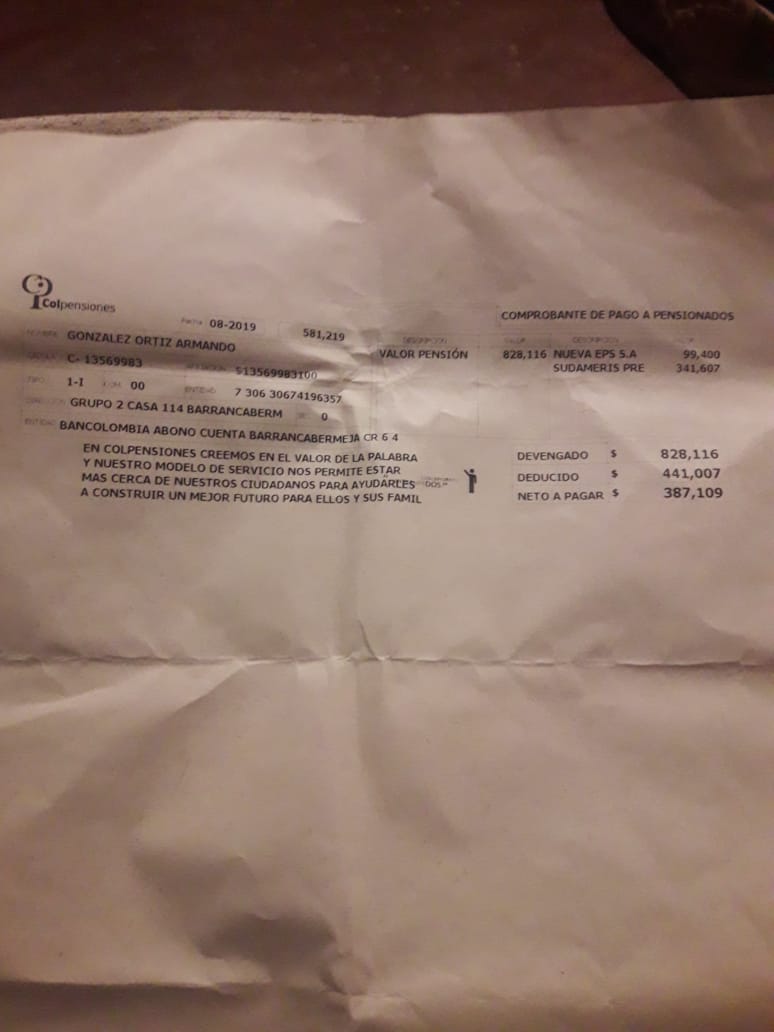 Colpensiones
COMPROBANTE DE PAGO A PENSIONADOS
Fecha 08-2019 581,219
NOMBRE GONZALEZ ORTIZ ARMANDO
DESCRIPCIÓN VALOR DESCRIPCIÓN VALOR
VALOR PENSIÓN 828,116 NUEVA EPS S.A 99,400
SUDAMERIS PRE 341,607
CEDULA C- 13569983 AFILIACION 913569983100
TIPO 1-I 00 ENTIDAD 7 306 30674196357
DIRECCION GRUPO 2 CASA 114 BARRANCABERM 0
ENTIDAD BANCOLOMBIA ABONO CUENTA BARRANCABERMEJA CR 6 4
EN COLPENSIONES CREEMOS EN EL VALOR DE LA PALABRA
Y NUESTRO MODELO DE SERVICIO NOS PERMITE ESTAR
MAS CERCA DE NUESTROS CIUDADANOS PARA AYUDARLES
A CONSTRUIR UN MEJOR FUTURO PARA ELLOS Y SUS FAMIL
DEVENGADO $ 828,116
DEDUCIDO $ 441,007
NETO A PAGAR $ 387,109